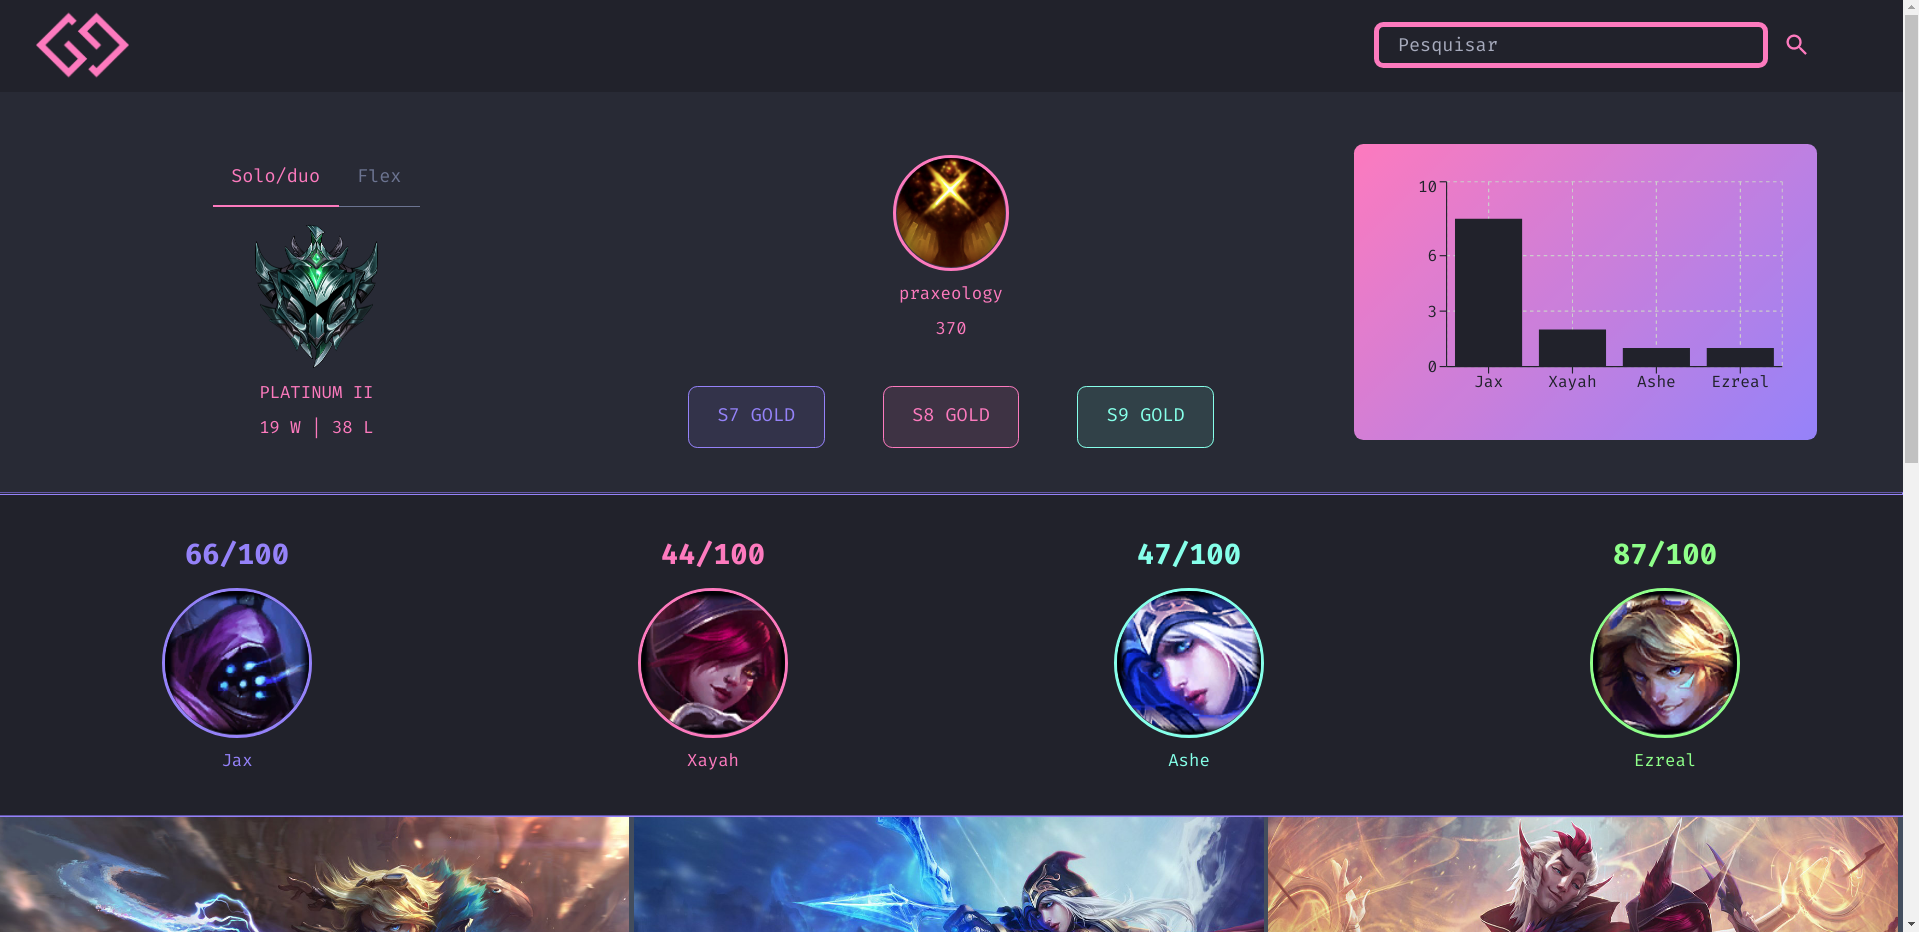 Pesquisar
Solo/duo Flex
PLATINUM II
19 W | 38 L
praxeology
370
S7 GOLD
S8 GOLD
S9 GOLD
10
6
3
0
Jax Xayah Ashe Ezreal
66/100
Jax
44/100
Xayah
47/100
Ashe
87/100
Ezreal